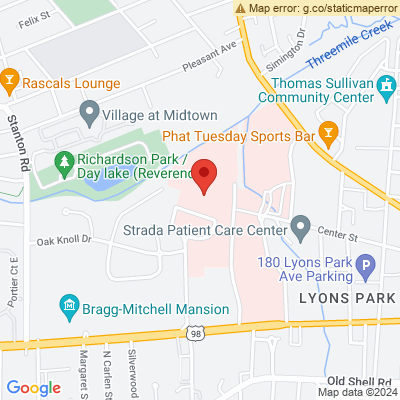 Map error: g.co/staticmaperror
Felix St
Pleasant Ave
Simington Dr
Threemile Creek
Rascals Lounge
Thomas Sullivan
Community Center
Village at Midtown
Stanton Rd
Phat Tuesday Sports Bar
Richardson Park /
Day lake (Reverend
Oak Knoll Dr
Strada Patient Care Center
Center St
Portier Ct E
180 Lyons Park
Ave Parking
Bragg-Mitchell Mansion
LYONS PARK
98
Margaret S
N Carlen St
Silverwood
Old Shell Rd
Google
Map data ©2024